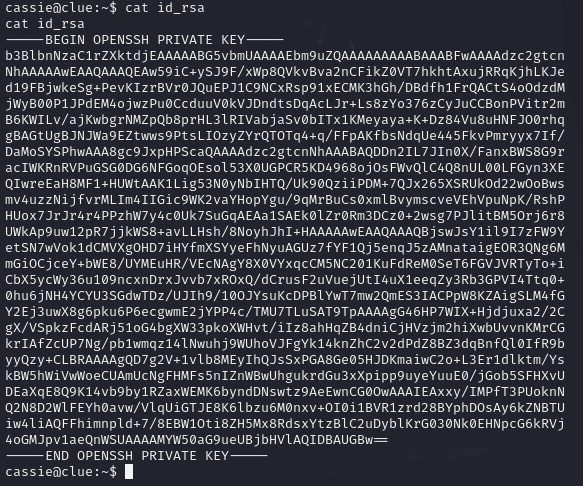 cassie@clue:~$ cat id_rsa
cat id_rsa
-----BEGIN OPENSSH PRIVATE KEY-----
b3BlbnNzaC1rZXktdjEAAAAABG5vbmUAAAAEbm9uZQAAAAAAAAABAAABFwAAAAdzc2gtcn
NhAAAAAwEAAQAAAQEAw59iC+ySJ9F/xWp8QVkvBva2nCFikZ0VT7hkhtAxujRRqKjhLKJe
d19FBjwkeSg+PevKIzrBVr0JQuEPJ1C9NCxRsp91xECMK3hGh/DBdfh1FrQACtS4oOdzdM
jWyB00P1JPdEM4ojwzPu0CcduuV0kVJDndtsDqAcLJr+Ls8zYo376zCyJuCCBonPVitr2m
B6KWILv/ajKwbgrNMZpQb8prHL3lRIVabjaSv0bITx1KMeyaya+K+Dz84Vu8uHNFJO0rhq
gBAGtUgBJNJWa9EZtwws9PtsLIOzyZYrQTOTq4+q/FFpAKfbsNdqUe445FkvPmryyx7If/
DaMoSYSPhwAAA8gc9JxpHPScaQAAAAdzc2gtcnNhAAABAQDDn2IL7JIn0X/FanxBWS8G9r
acIWKRnRVPuGSG0DG6NFGoqOEsol53X0UGPCR5KD4968ojOsFWvQlC4Q8nUL00LFGyn3XE
QIwreEaH8MF1+HUWtAAK1Lig53N0yNbIHTQ/Uk90QziiPDM+7QJx265XSRUkOd22wOoBws
mv4uzzNijfvrMLIm4IIGic9WK2vaYHopYgu/9qMrBuCs0xmlBvymscveVEhVpuNpK/RshP
HUox7JrJr4r4PPzhW7y4c0Uk7SuGqAEAa1SAEk0lZr0Rm3DCz0+2wsg7PJlitBM5Orj6r8
UWkAp9uw12pR7jjkWS8+avLLHsh/8NoyhJhI+HAAAAAwEAAQAAAQBjswJsY1il9I7zFW9Y
etSN7wVok1dCMVXgOHD7iHYfmXSYyeFhNyuAGUz7fYF1Qj5enqJ5zAMnataigEOR3QNg6M
mGiOCjceY+bWE8/UYMEuHR/VEcNAgY8X0VYxqcCM5NC201KuFdReM0SeT6FGVJVRTyTo+i
CbX5ycWy36u109ncxnDrxJvvb7xROxQ/dCrusF2uVuejUtI4uX1eeqZy3Rb3GPVI4Ttq0+
0hu6jNH4YCYU3SGdwTDz/UJIh9/10OJYsuKcDPBlYwT7mw2QmES3IACPpW8KZAigSLM4fG
Y2Ej3uwX8g6pku6P6ecgwmE2jYPP4c/TMU7TLuSAT9TpAAAAgG46HP7WIX+Hjdjuxa2/2C
gX/VSpkzFcdARj51oG4bgXW33pkoXWHvt/iIz8ahHqZB4dniCjHVzjm2hiXwbUvvnKMrCG
krIAfZcUP7Ng/pb1wmqz14lNwuhj9WUhoVJFgYk14knZhC2v2dPdZ8BZ3dqBnfQl0IfR9b
yyQzy+CLBRAAAAgQD7g2V+1vlb8MEyIhQJsSxPGA8Ge05HJDKmaiwC2o+L3Er1dlktm/Ys
kBW5hWiVwWoeCUAmUcNgFHMFs5nIZnWBwUhgukrdGu3xXpipp9uyeYuuE0/jGob5SFHXvU
DEaXqE8Q9K14vb9by1RZaxWEMK6byndDNswtz9AeEwnCG0OwAAAIEAxxy/IMPfT3PUoknN
Q2N8D2WlFEYh0avw/VlqUiGTJE8K6lbzu6M0nxv+OI0i1BVR1zrd28BYphDOsAy6kZNBTU
iw4liAQFFhimnpld+7/8EBW1Oti8ZH5Mx8RdsxYtzBlC2uDyblKrG030Nk0EHNpcG6kRVj
4oGMJpv1aeQnWSUAAAAMYW50aG9ueUBjbHVlAQIDBAUGBw==
-----END OPENSSH PRIVATE KEY-----
cassie@clue:~$